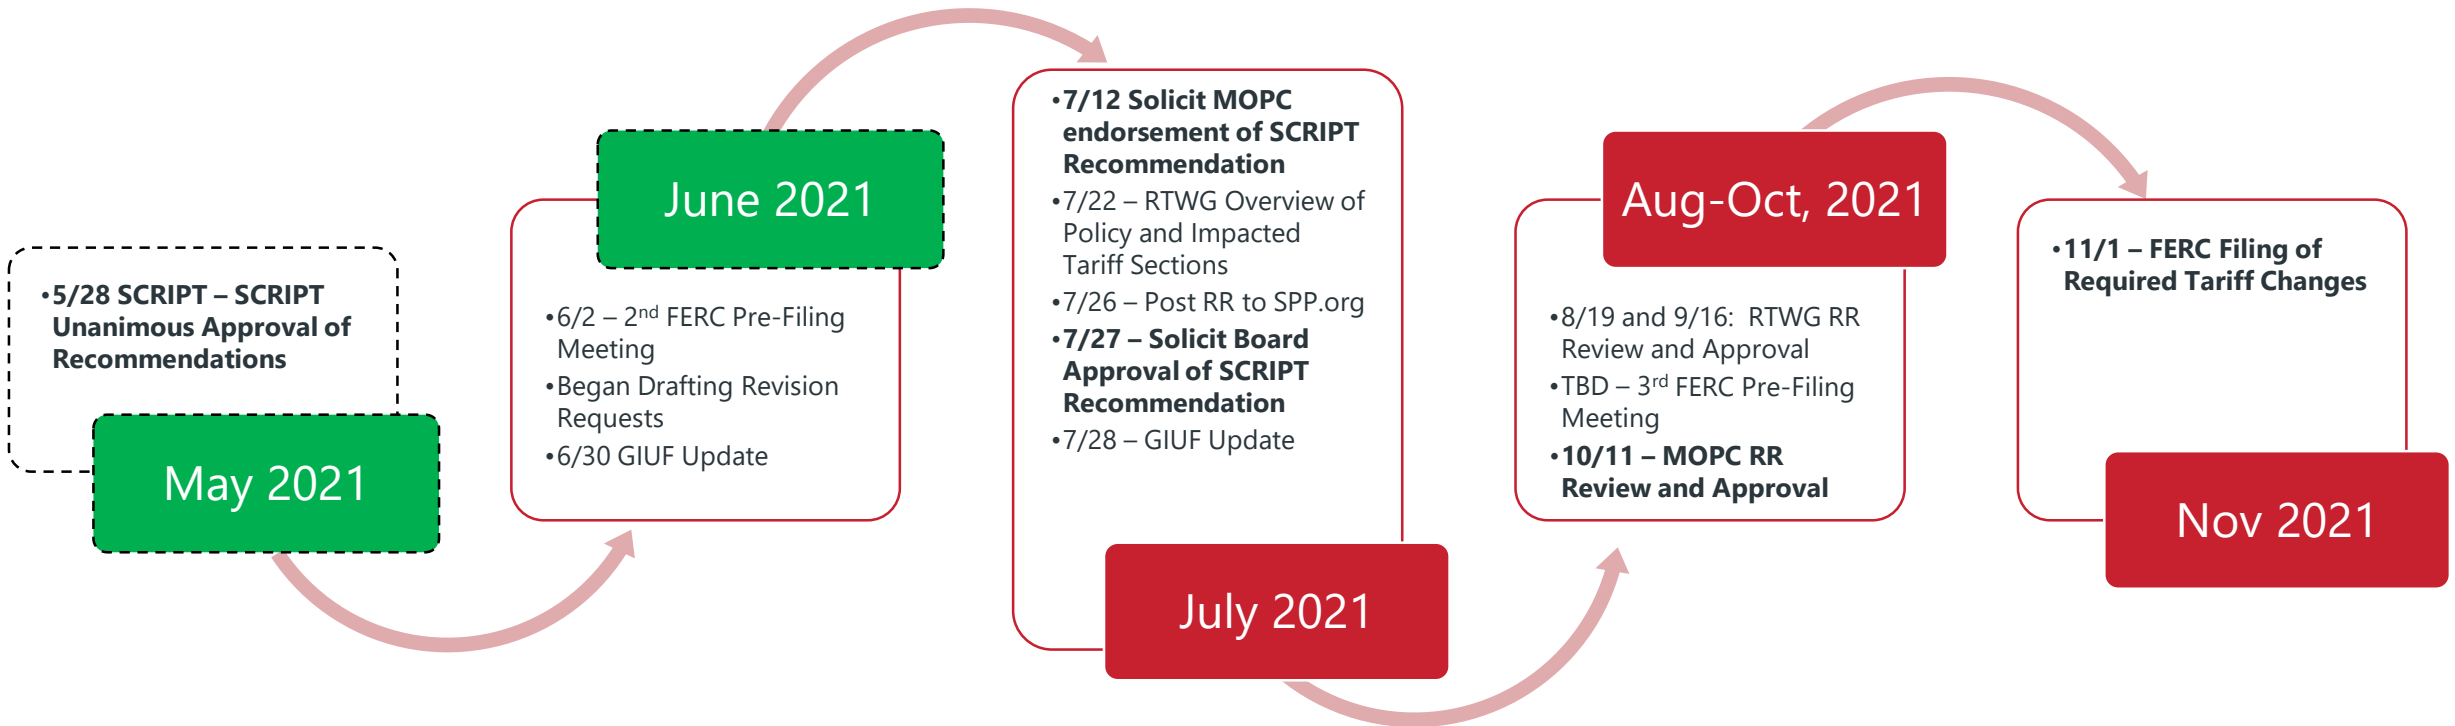 •5/28 SCRIPT – SCRIPT
Unanimous Approval of
Recommendations
May 2021
June 2021
•6/2 – 2nd FERC Pre-Filing
Meeting
•Began Drafting Revision
Requests
•6/30 GIUF Update
•7/12 Solicit MOPC
endorsement of SCRIPT
Recommendation
•7/22 – RTWG Overview of
Policy and Impacted
Tariff Sections
•7/26 – Post RR to SPP.org
•7/27 – Solicit Board
Approval of SCRIPT
Recommendation
•7/28 – GIUF Update
July 2021
Aug-Oct, 2021
•8/19 and 9/16: RTWG RR
Review and Approval
•TBD – 3rd FERC Pre-Filing
Meeting
•10/11 – MOPC RR
Review and Approval
•11/1 – FERC Filing of
Required Tariff Changes
Nov 2021